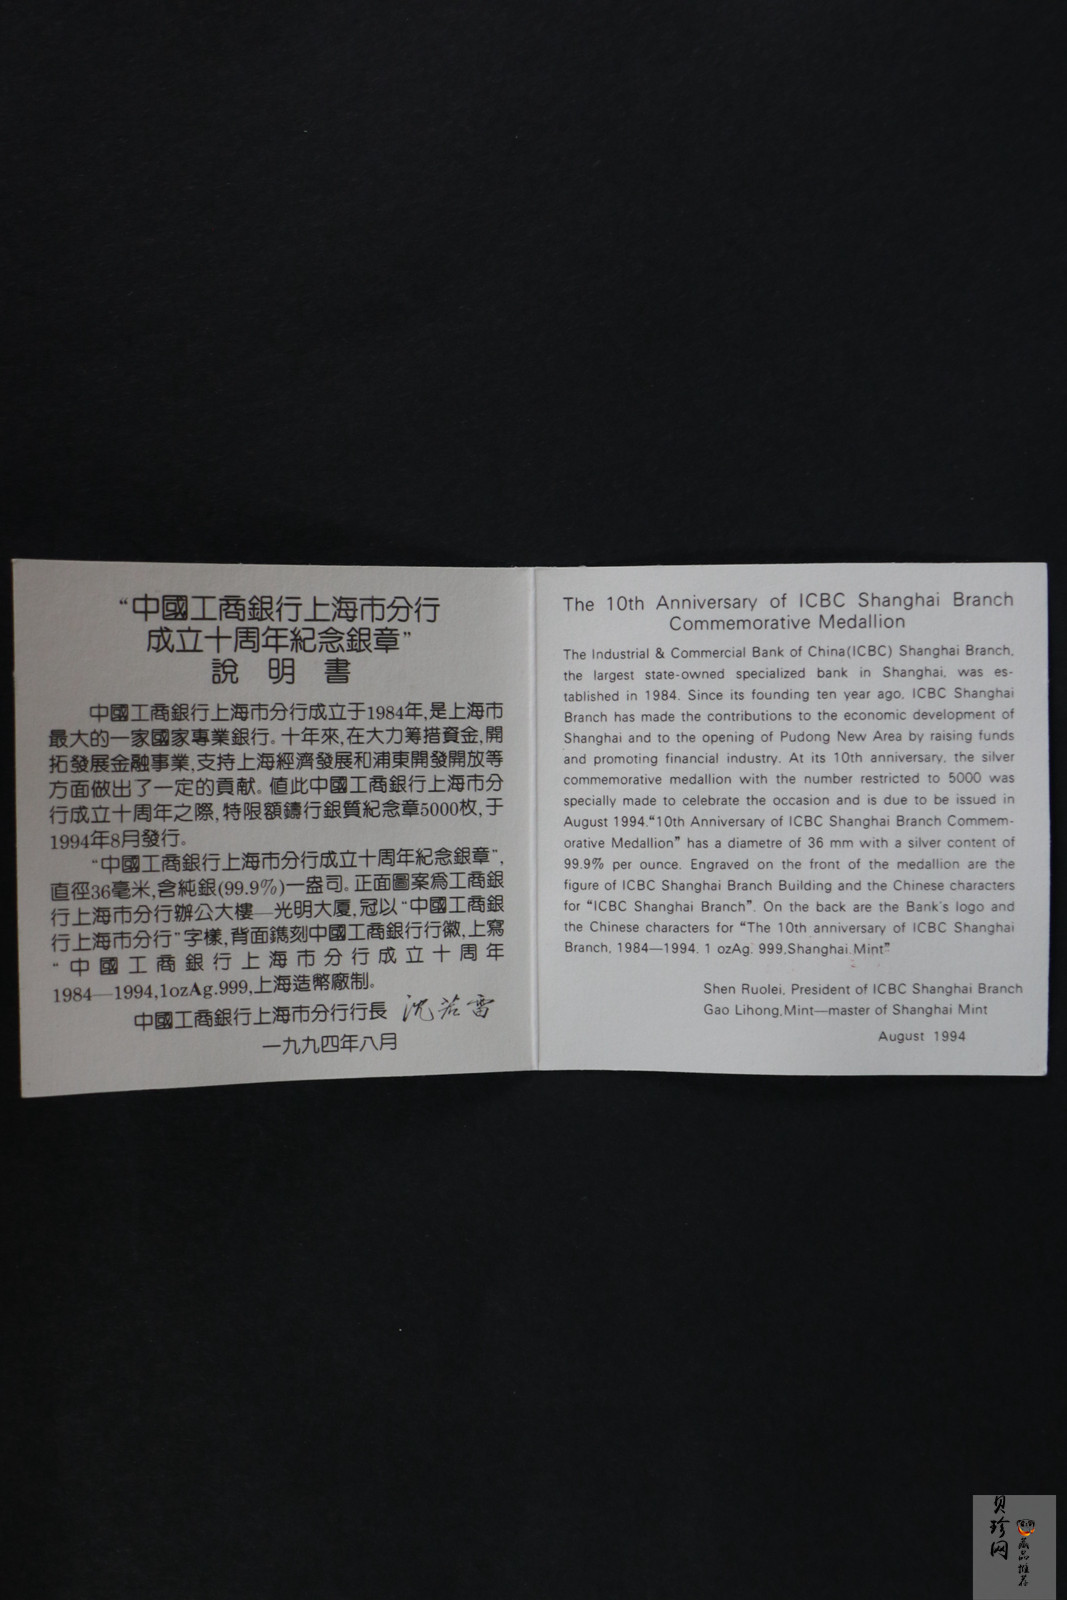 “中國工商銀行上海市分行
成立十周年紀念銀章”
說 明 書
中國工商銀行上海市分行成立于1984年,是上海市
最大的一家國家專業銀行。十年來,在大力籌措資金,開
拓發展金融事業,支持上海經濟發展和浦東開發開放等
方面做出了一定的貢獻。值此中國工商銀行上海市分
行成立十周年之際,特限額鑄行銀質紀念章5000枚,于
1994年8月發行。
“中國工商銀行上海市分行成立十周年紀念銀章”,
直徑36毫米,含純銀(99.9%)一盎司。正面圖案為工商銀
行上海市分行辦公大樓—光明大廈,冠以“中國工商銀
行上海市分行”字樣,背面鐫刻中國工商銀行行徽,上寫
“中國工商銀行上海市分行成立十周年
1984—1994,1ozAg.999,上海造幣廠制。
中國工商銀行上海市分行行長 沈若雷
一九九四年八月
The 10th Anniversary of ICBC Shanghai Branch
Commemorative Medallion
The Industrial & Commercial Bank of China(ICBC) Shanghai Branch,
the largest state-owned specialized bank in Shanghai, was es-
tablished in 1984. Since its founding ten year ago, ICBC Shanghai
Branch has made the contributions to the economic development of
Shanghai and to the opening of Pudong New Area by raising funds
and promoting financial industry. At its 10th anniversary, the silver
commemorative medallion with the number restricted to 5000 was
specially made to celebrate the occasion and is due to be issued in
August 1994.“10th Anniversary of ICBC Shanghai Branch Commem-
orative Medallion” has a diametre of 36 mm with a silver content of
99.9% per ounce. Engraved on the front of the medallion are the
figure of ICBC Shanghai Branch Building and the Chinese characters
for “ICBC Shanghai Branch”. On the back are the Bank's logo and
the Chinese characters for “The 10th anniversary of ICBC Shanghai
Branch, 1984—1994. 1 ozAg. 999.Shanghai.Mint”
Shen Ruolei, President of ICBC Shanghai Branch
Gao Lihong,Mint—master of Shanghai Mint
August 1994
贝珍网
藏品推荐